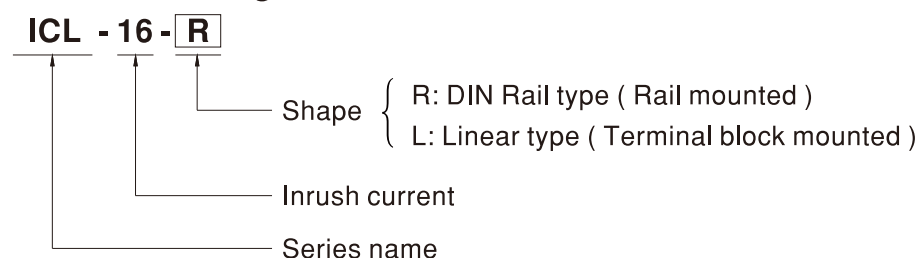 ICL - 16 - R
Shape { R: DIN Rail type ( Rail mounted )
L: Linear type ( Terminal block mounted )
Inrush current
Series name